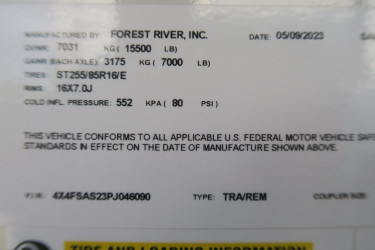 MANUFACTURED BY FOREST RIVER, INC. DATE: 05/09/2023
GVWR: 7031 KG ( 15500 LB)
GAWR (EACH AXLE) 3175 KG ( 7000 LB)
TIRES: ST255/85R16/E
RIMS: 16X7.0J
COLD INFL. PRESSURE: 552 KPA ( 80 PSI )
THIS VEHICLE CONFORMS TO ALL APPLICABLE U.S. FEDERAL MOTOR VEHICLE SAFE
STANDARDS IN EFFECT ON THE DATE OF MANUFACTURE SHOWN ABOVE.
V.I.N: 4X4FSAS23PJ046090 TYPE: TRA/REM COUPLER SIZE:
TIRE AND LOADING INFORMATION